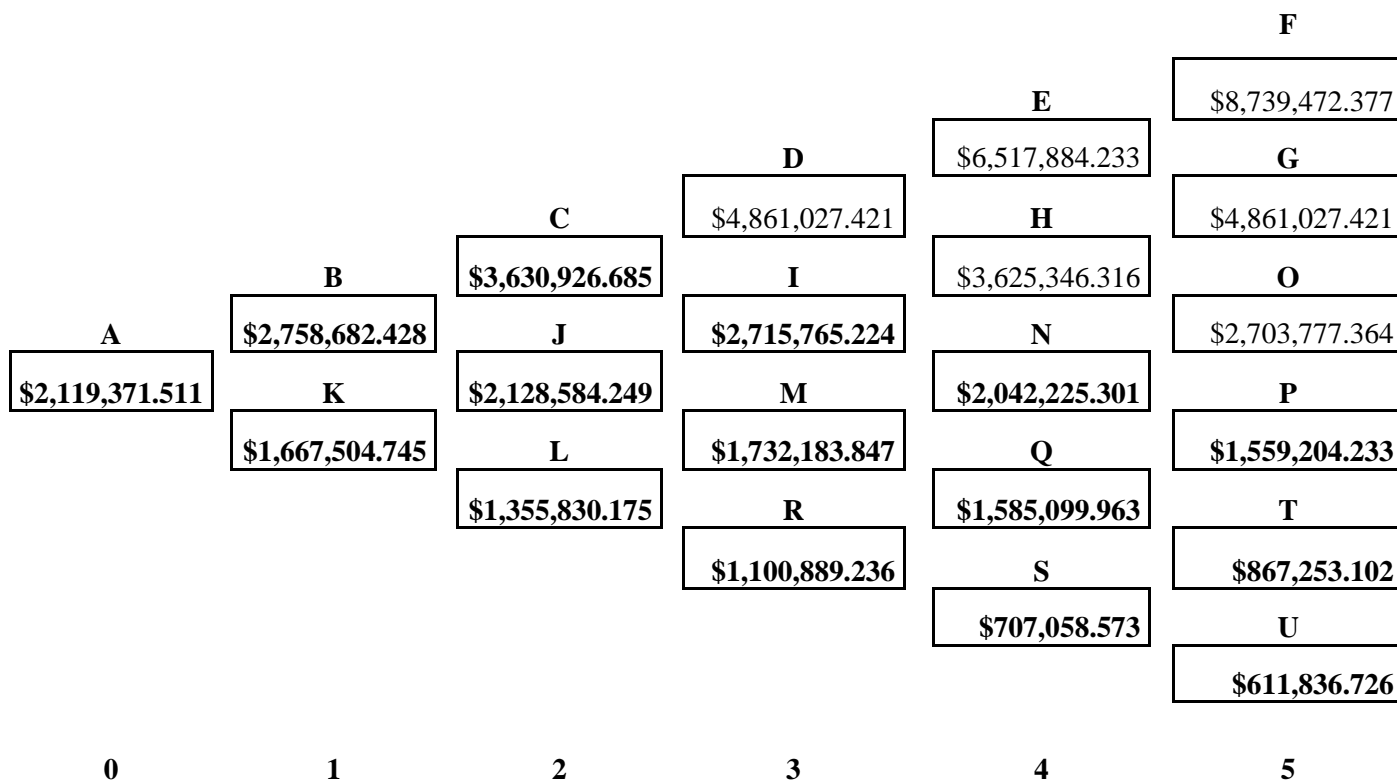 F
E $8,739,472.377
D $6,517,884.233 G
C $4,861,027.421 H $4,861,027.421
B $3,630,926.685 I $3,625,346.316 O
A $2,758,682.428 J $2,715,765.224 N $2,703,777.364
$2,119,371.511 K $2,128,584.249 M $2,042,225.301 P
$1,667,504.745 L $1,732,183.847 Q $1,559,204.233
$1,355,830.175 R $1,585,099.963 T
$1,100,889.236 S $867,253.102
$707,058.573 U
$611,836.726
0 1 2 3 4 5